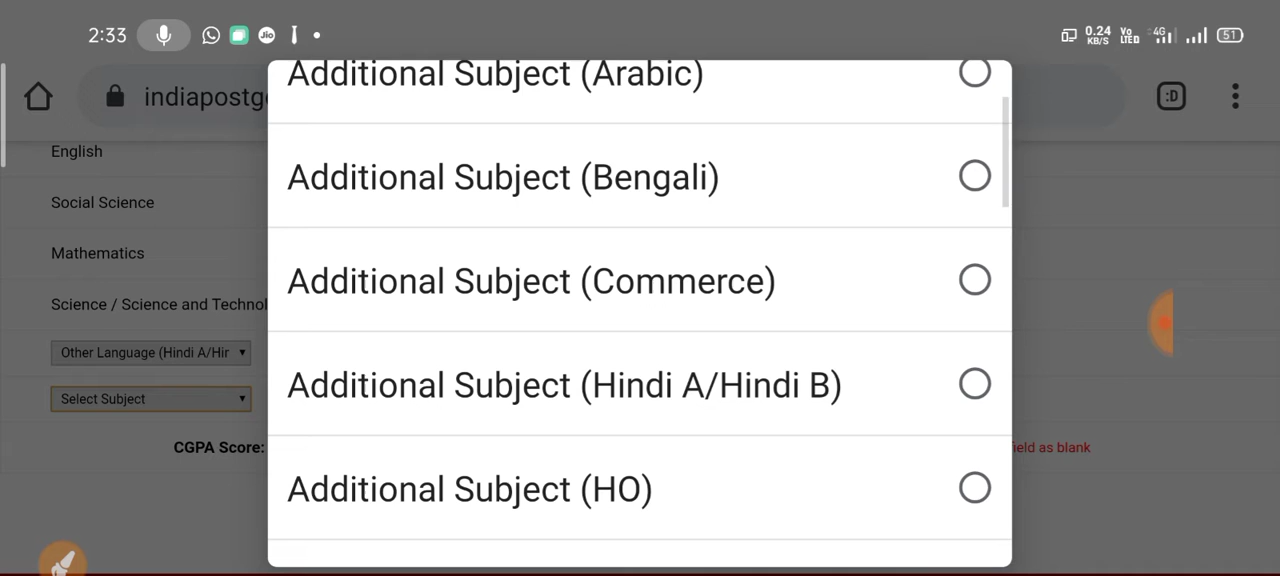 2:33
Jio
0.24
KB/S
Vo
LTE D
4G
51
indiapostg
:D
Additional Subject (Arabic)
English
Additional Subject (Bengali)
Social Science
Mathematics
Additional Subject (Commerce)
Science / Science and Technol
Other Language (Hindi A/Hir
Additional Subject (Hindi A/Hindi B)
Select Subject
CGPA Score:
ield as blank
Additional Subject (HO)